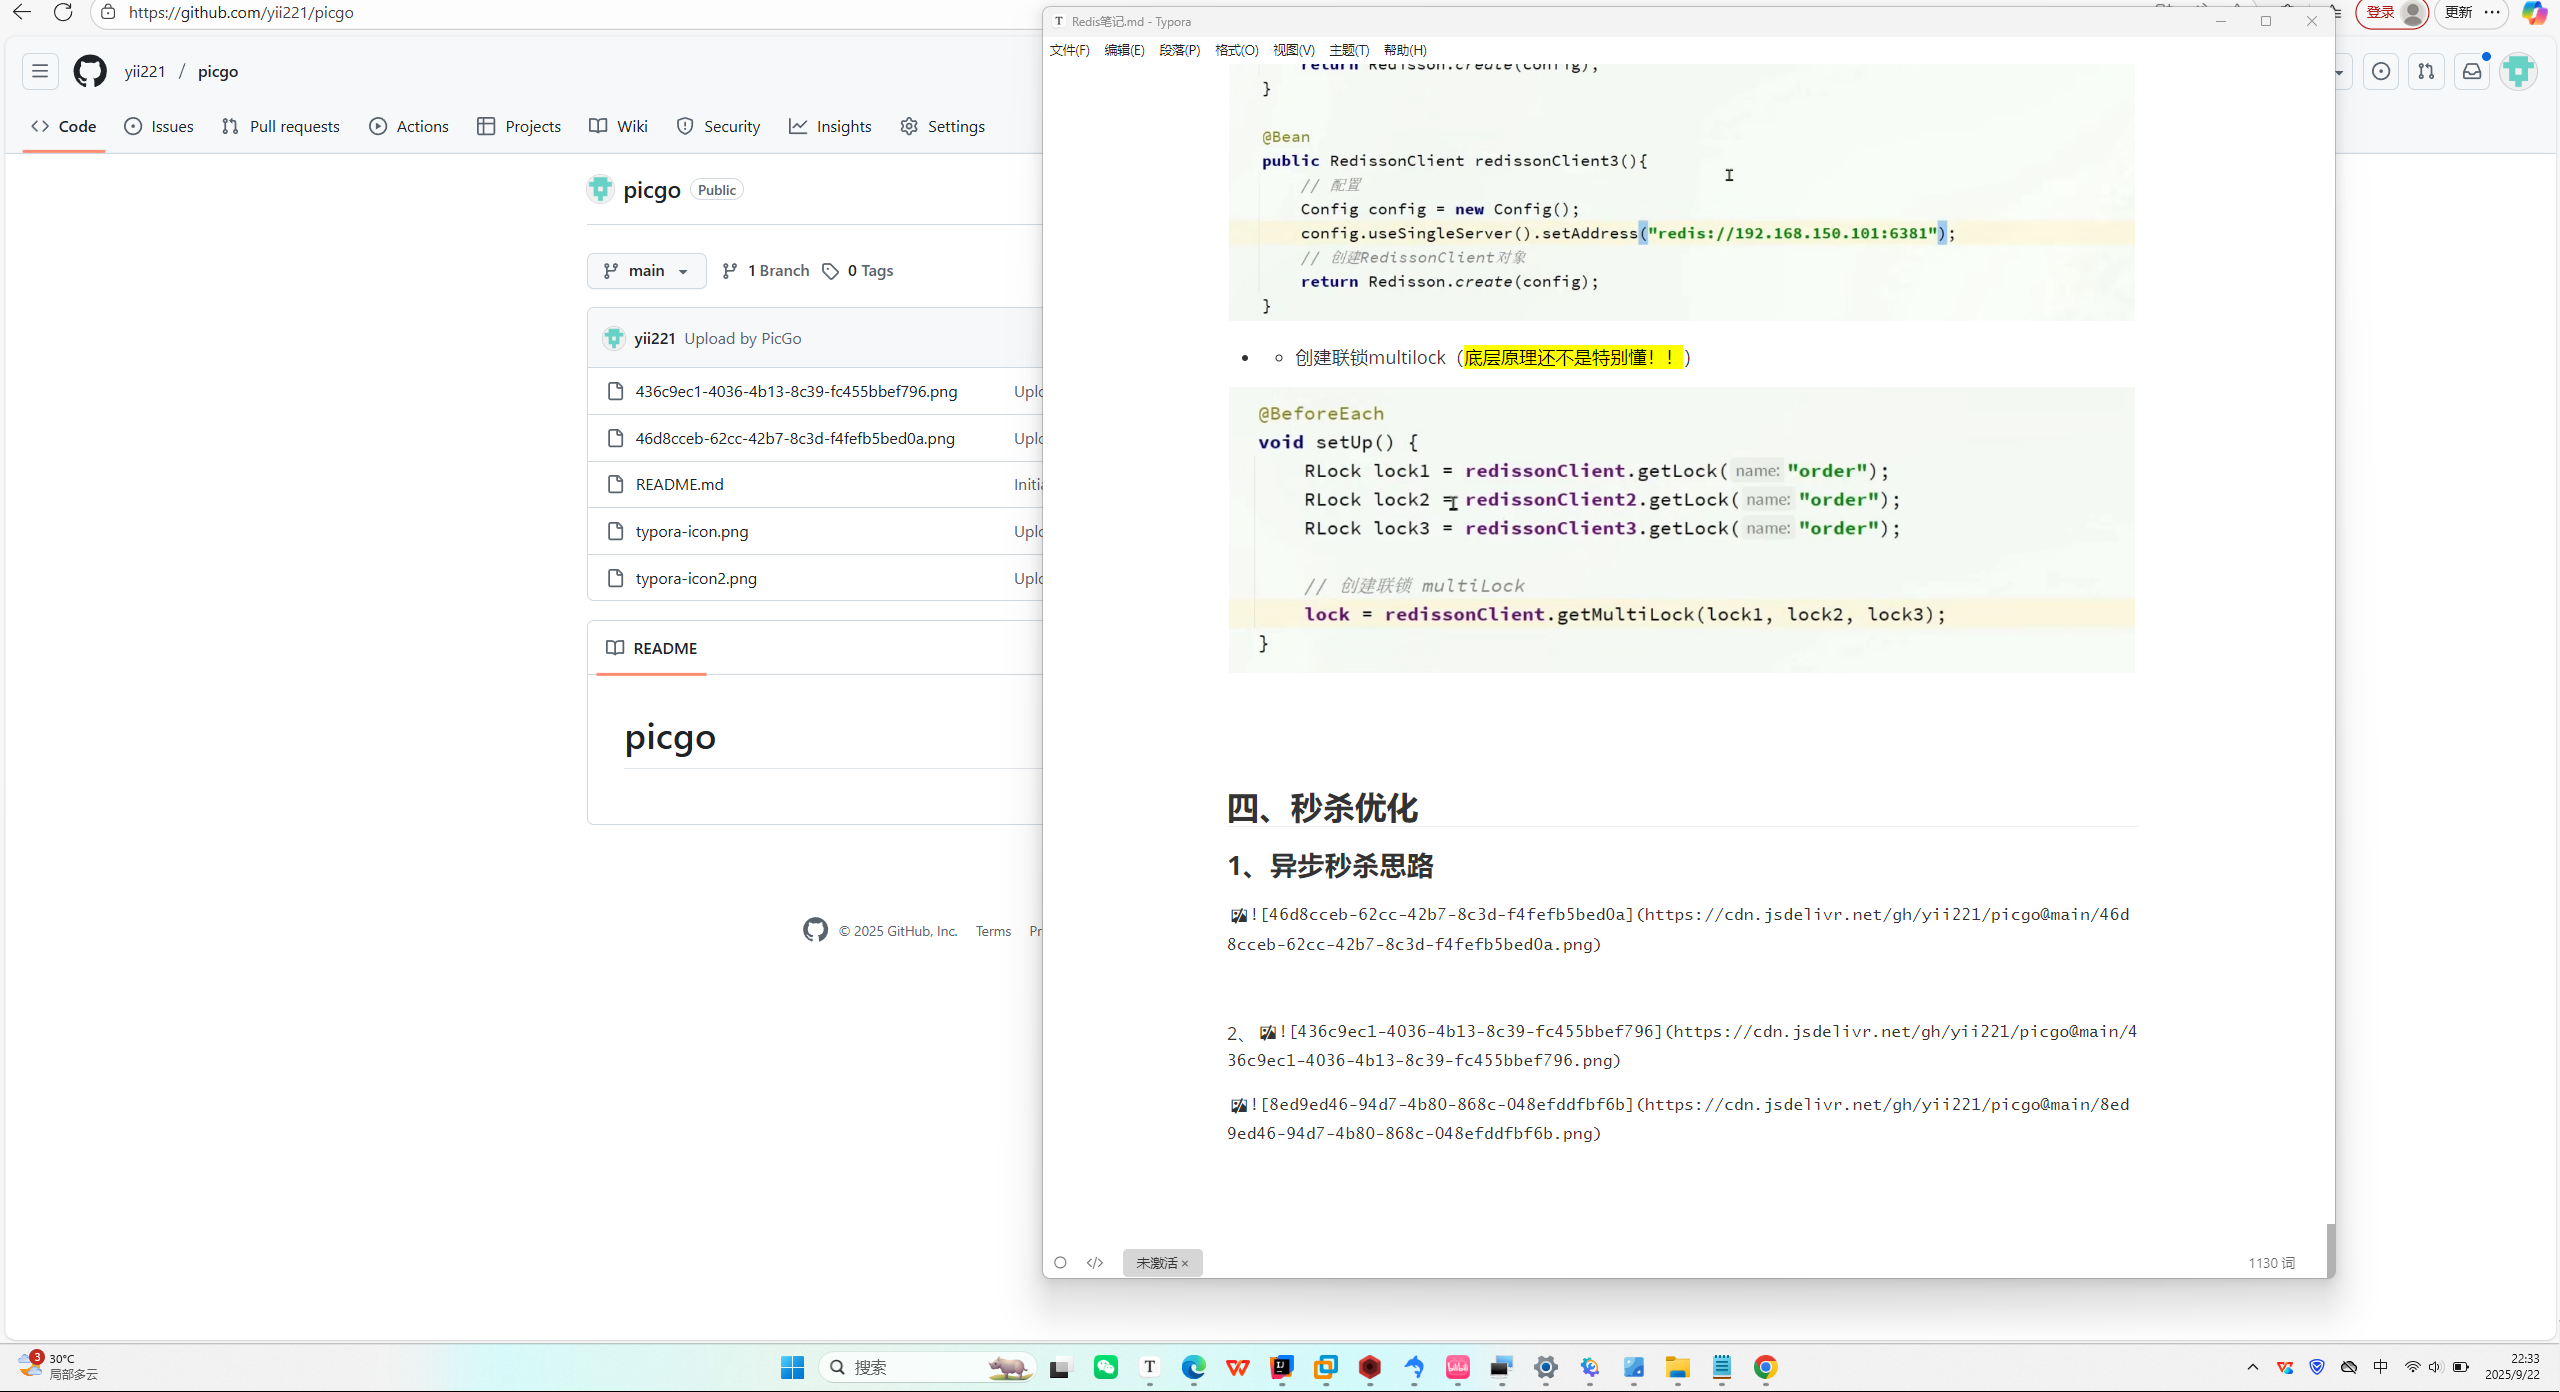 https://github.com/yii221/picgo
登录
更新
yii221 / picgo
Code
Issues
Pull requests
Actions
Projects
Wiki
Security
Insights
Settings
picgo Public
main
1 Branch
0 Tags
yii221 Upload by PicGo
436c9ec1-4036-4b13-8c39-fc455bbef796.png Uplo
46d8cceb-62cc-42b7-8c3d-f4fefb5bed0a.png Uplo
README.md Initia
typora-icon.png Uplo
typora-icon2.png Uplo
README
picgo
© 2025 GitHub, Inc. Terms Pr
Redis笔记.md - Typora
文件(F) 编辑(E) 段落(P) 格式(O) 视图(V) 主题(T) 帮助(H)
return Redisson.create(config);
}
@Bean
public RedissonClient redissonClient3(){
// 配置
Config config = new Config();
config.useSingleServer().setAddress("redis://192.168.150.101:6381");
// 创建RedissonClient对象
return Redisson.create(config);
}
创建联锁multilock（底层原理还不是特别懂！！）
@BeforeEach
void setUp() {
RLock lock1 = redissonClient.getLock( name: "order");
RLock lock2 = redissonClient2.getLock( name: "order");
RLock lock3 = redissonClient3.getLock( name: "order");
// 创建联锁 multiLock
lock = redissonClient.getMultiLock(lock1, lock2, lock3);
}
四、秒杀优化
1、异步秒杀思路
![46d8cceb-62cc-42b7-8c3d-f4fefb5bed0a](https://cdn.jsdelivr.net/gh/yii221/picgo@main/46d
8cceb-62cc-42b7-8c3d-f4fefb5bed0a.png)
2、![436c9ec1-4036-4b13-8c39-fc455bbef796](https://cdn.jsdelivr.net/gh/yii221/picgo@main/4
36c9ec1-4036-4b13-8c39-fc455bbef796.png)
![8ed9ed46-94d7-4b80-868c-048efddfbf6b](https://cdn.jsdelivr.net/gh/yii221/picgo@main/8ed
9ed46-94d7-4b80-868c-048efddfbf6b.png)
未激活 ×
1130 词
3
30°C
局部多云
搜索
中
22:33
2025/9/22